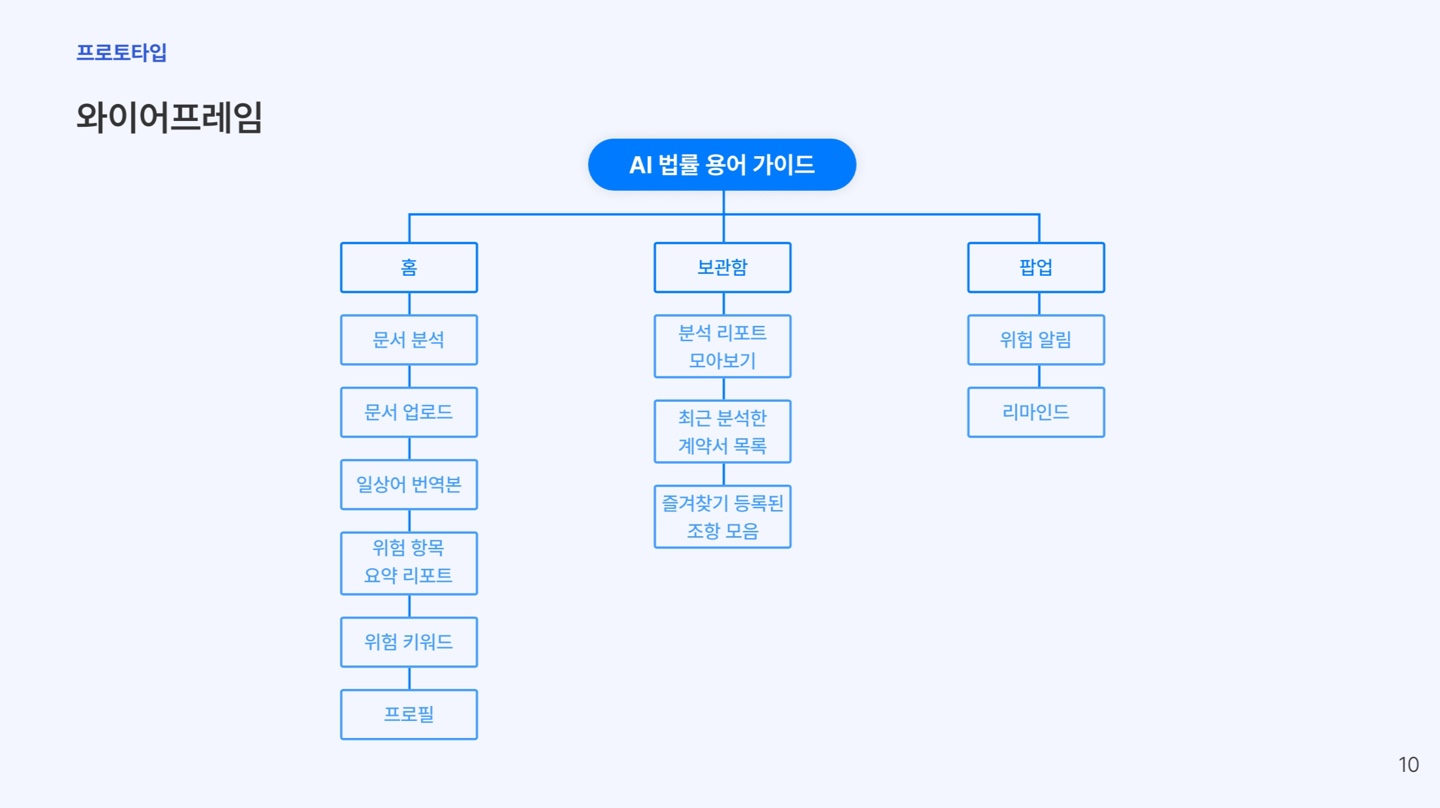 프로토타입
와이어프레임
AI 법률 용어 가이드
홈
문서 분석
문서 업로드
일상어 번역본
위험 항목
요약 리포트
위험 키워드
프로필
보관함
분석 리포트
모아보기
최근 분석한
계약서 목록
즐겨찾기 등록된
조항 모음
팝업
위험 알림
리마인드
10